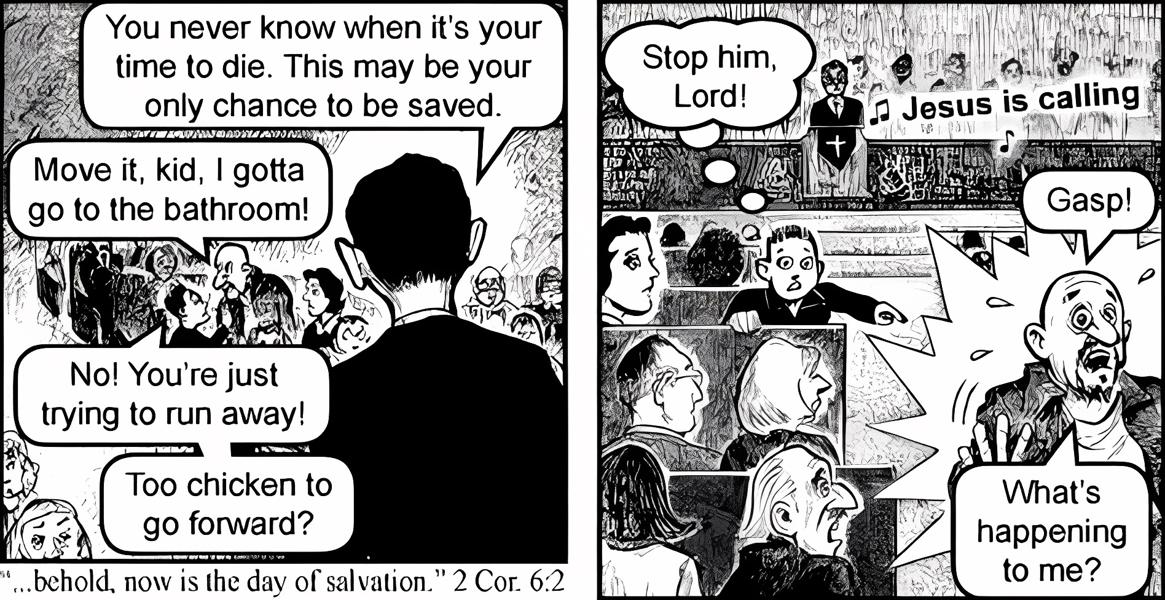 You never know when it's your
time to die. This may be your
only chance to be saved.
Move it, kid, I gotta
go to the bathroom!
No! You're just
trying to run away!
Too chicken to
go forward?
“...behold, now is the day of salvation.” 2 Cor. 6:2
Stop him,
Lord!
♫ Jesus is calling ♪
Gasp!
What's
happening
to me?